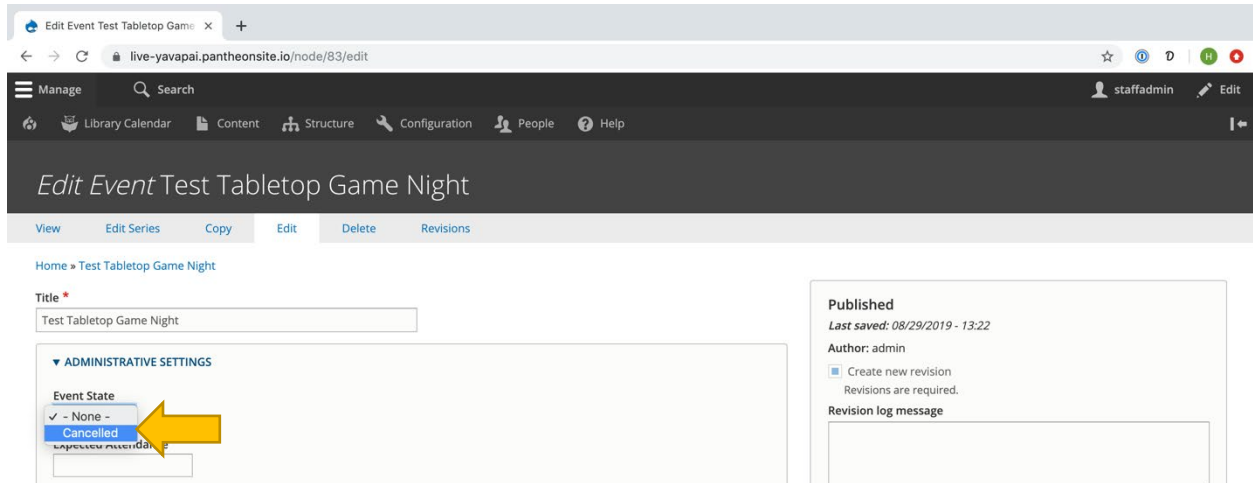 Edit Event Test Tabletop Game
live-yavapai.pantheonsite.io/node/83/edit
H
Manage Search staffadmin Edit
Library Calendar Content Structure Configuration People Help
Edit Event Test Tabletop Game Night
View Edit Series Copy Edit Delete Revisions
Home » Test Tabletop Game Night
Title *
Test Tabletop Game Night
ADMINISTRATIVE SETTINGS
Event State
✓ - None -
Cancelled
Expected Attendance
Published
Last saved: 08/29/2019 - 13:22
Author: admin
Create new revision
Revisions are required.
Revision log message